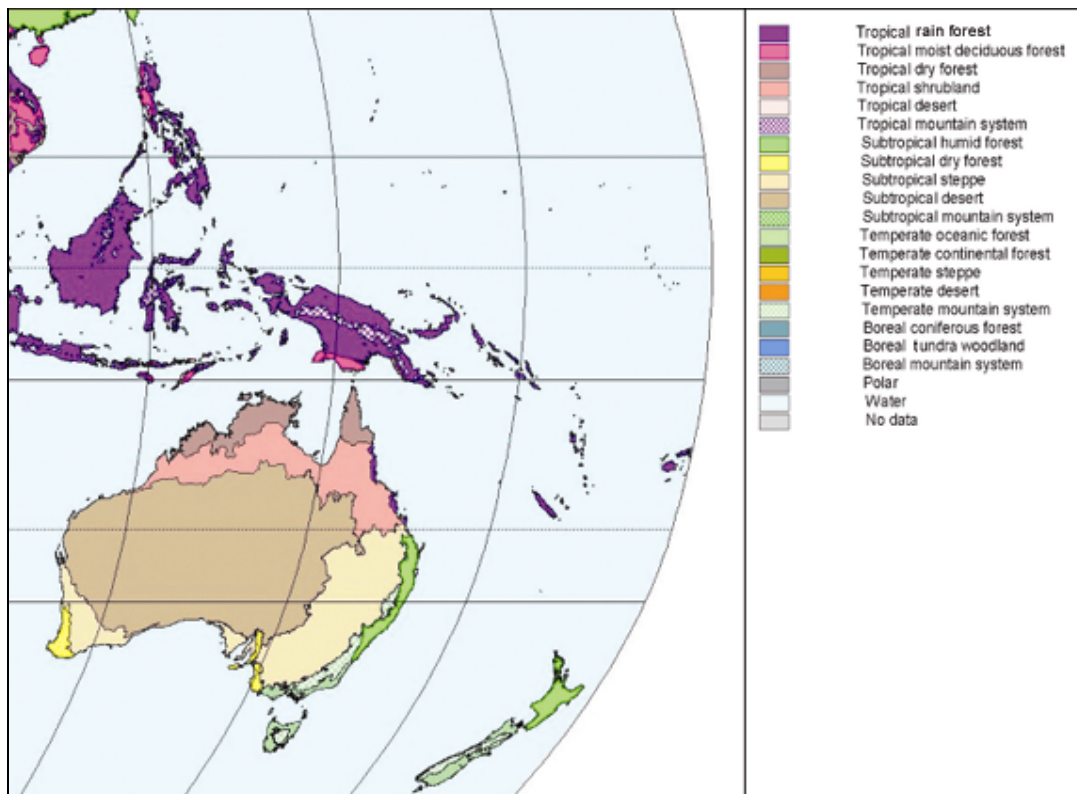 Tropical rain forest
Tropical moist deciduous forest
Tropical dry forest
Tropical shrubland
Tropical desert
Tropical mountain system
Subtropical humid forest
Subtropical dry forest
Subtropical steppe
Subtropical desert
Subtropical mountain system
Temperate oceanic forest
Temperate continental forest
Temperate steppe
Temperate desert
Temperate mountain system
Boreal coniferous forest
Boreal tundra woodland
Boreal mountain system
Polar
Water
No data